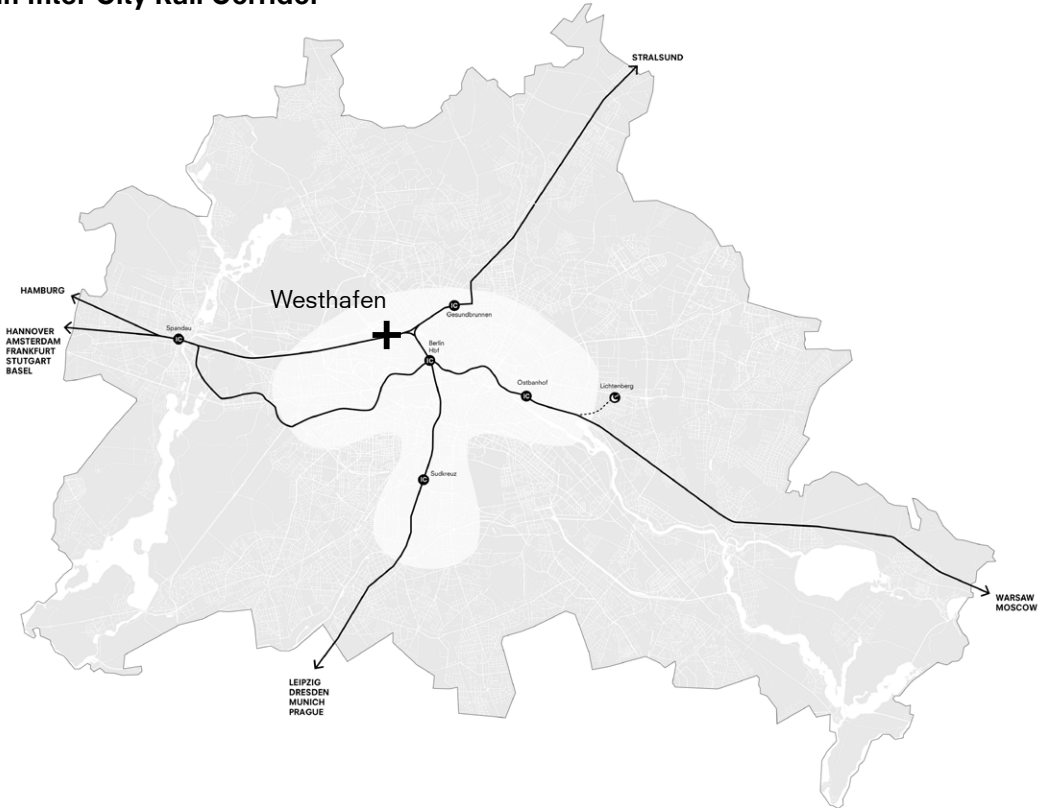 Inter City Rail Corridor
STRALSUND
HAMBURG
Westhafen
HANNOVER
AMSTERDAM
FRANKFURT
STUTGART
BASEL
Spandau
IC
IC
Gesundbrunnen
Berlin
Hbf
IC
Ostbanhof
IC
Lichtenberg
Sudkreuz
IC
WARSAW
MOSCOW
LEIPZIG
DRESDEN
MUNICH
PRAGUE